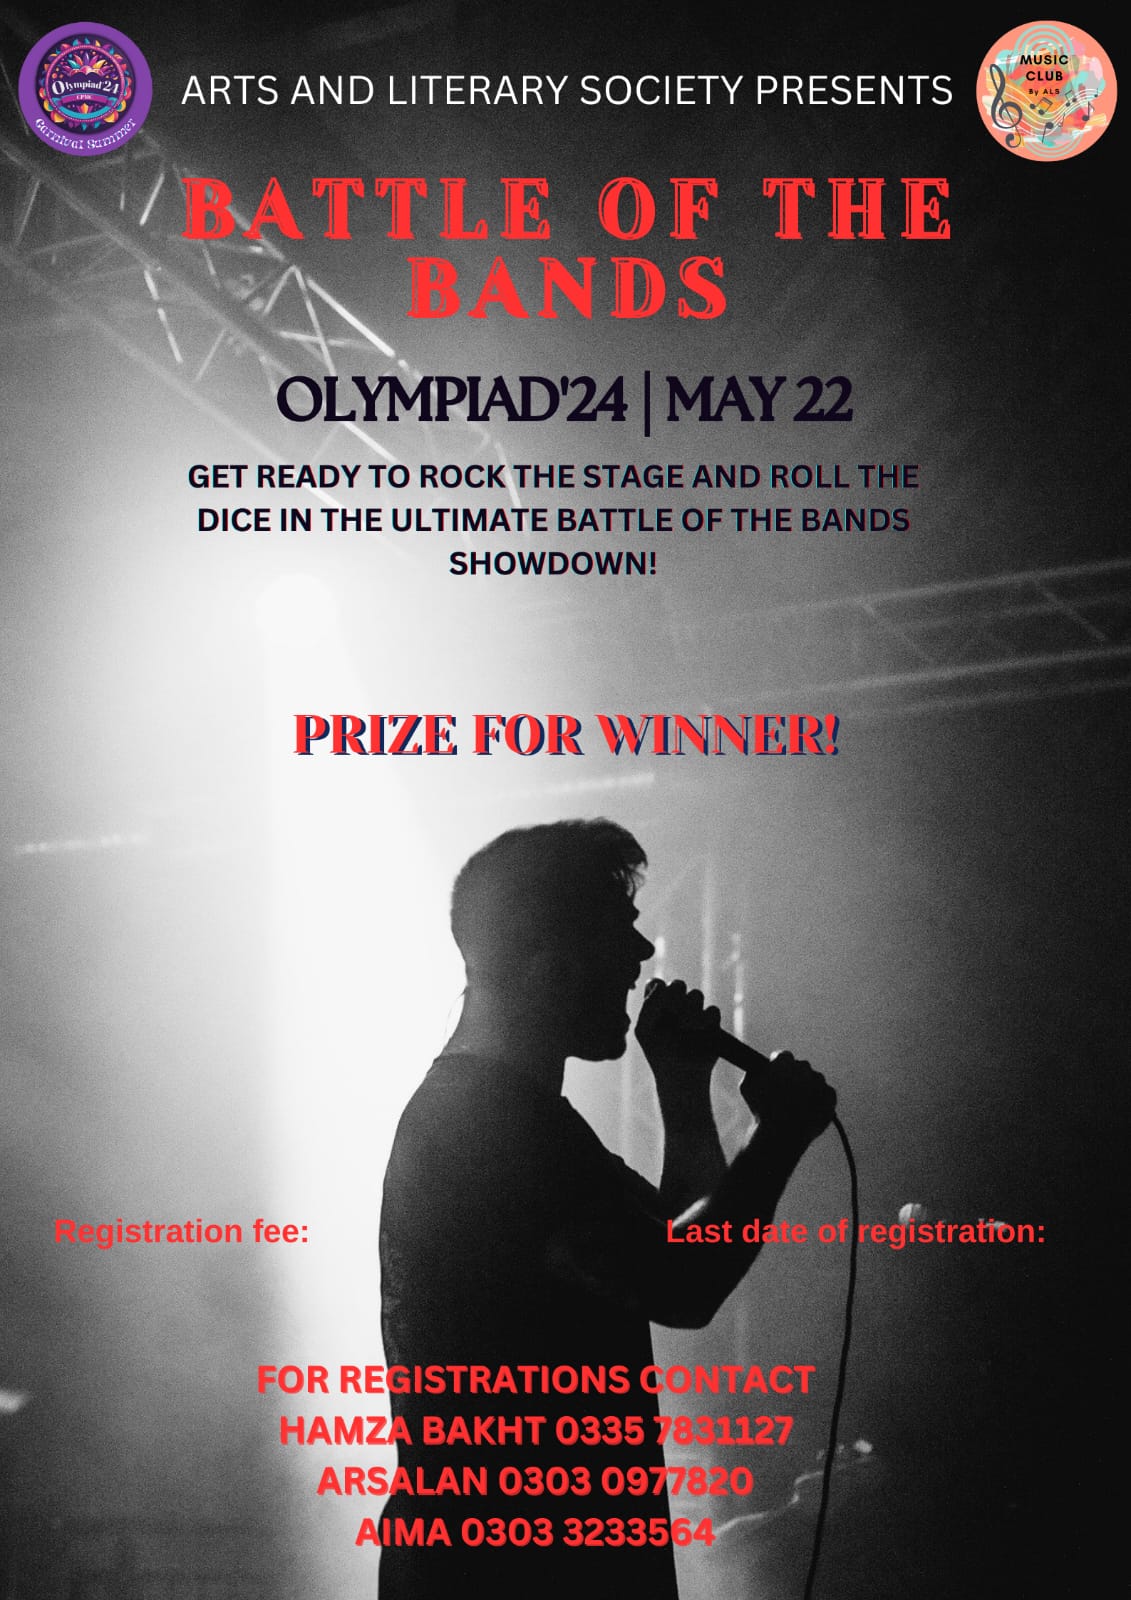 Olympiad'24
CPMC
Carnival Summer
ARTS AND LITERARY SOCIETY PRESENTS
MUSIC
CLUB
By ALS
BATTLE OF THE
BANDS
OLYMPIAD'24 | MAY 22
GET READY TO ROCK THE STAGE AND ROLL THE
DICE IN THE ULTIMATE BATTLE OF THE BANDS
SHOWDOWN!
PRIZE FOR WINNER!
Registration fee:
Last date of registration:
FOR REGISTRATIONS CONTACT
HAMZA BAKHT 0335 7831127
ARSALAN 0303 0977820
AIMA 0303 3233564